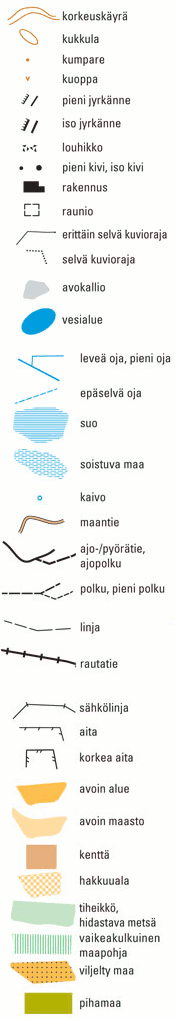 korkeuskäyrä
kukkula
kumpare
kuoppa
pieni jyrkänne
iso jyrkänne
louhikko
pieni kivi, iso kivi
rakennus
raunio
erittäin selvä kuvioraja
selvä kuvioraja
avokallio
vesialue
leveä oja, pieni oja
epäselvä oja
suo
soistuva maa
kaivo
maantie
ajo-/pyörätie,
ajopolku
polku, pieni polku
linja
rautatie
sähkölinja
aita
korkea aita
avoin alue
avoin maasto
kenttä
hakkuuala
tiheikkö,
hidastava metsä
vaikeakulkuinen
maapohja
viljelty maa
pihamaa